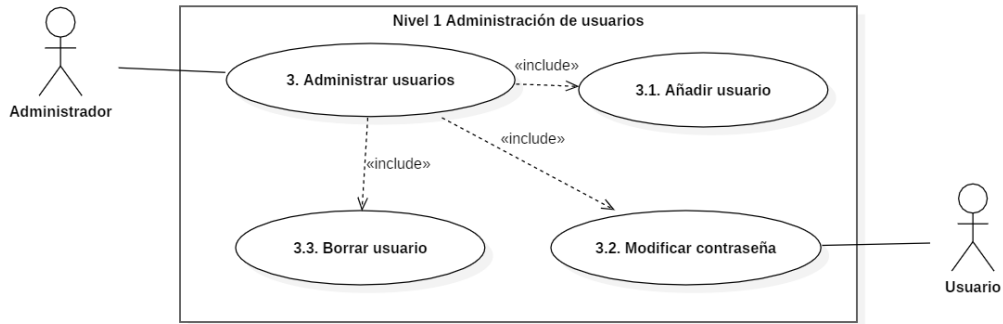 Nivel 1 Administración de usuarios
3. Administrar usuarios
«include»
3.1. Añadir usuario
Administrador
«include»
«include»
3.3. Borrar usuario
3.2. Modificar contraseña
Usuario